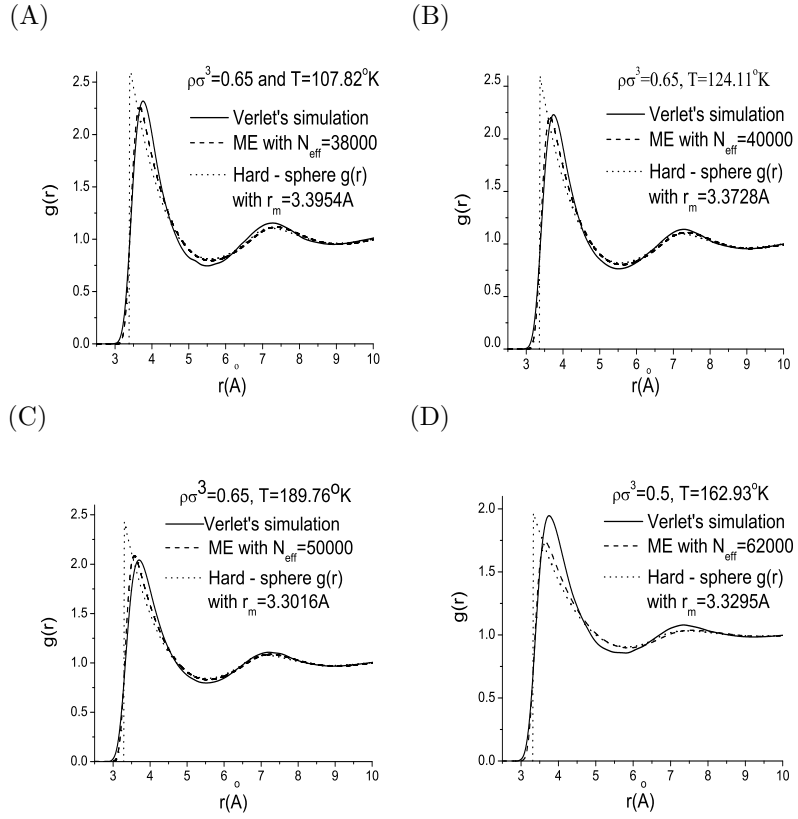 (A)
ρσ³=0.65 and T=107.82°K
Verlet's simulation
ME with N_eff=38000
Hard - sphere g(r)
with r_m=3.3954A
g(r)
2.5
2.0
1.5
1.0
0.5
0.0
3 4 5 6 7 8 9 10
r(Å)
(B)
ρσ³=0.65, T=124.11°K
Verlet's simulation
ME with N_eff=40000
Hard - sphere g(r)
with r_m=3.3728A
g(r)
2.5
2.0
1.5
1.0
0.5
0.0
3 4 5 6 7 8 9 10
r(Å)
(C)
ρσ³=0.65, T=189.76°K
Verlet's simulation
ME with N_eff=50000
Hard - sphere g(r)
with r_m=3.3016A
g(r)
2.5
2.0
1.5
1.0
0.5
0.0
3 4 5 6 7 8 9 10
r(Å)
(D)
ρσ³=0.5, T=162.93°K
Verlet's simulation
ME with N_eff=62000
Hard - sphere g(r)
with r_m=3.3295A
g(r)
2.0
1.5
1.0
0.5
0.0
3 4 5 6 7 8 9 10
r(Å)